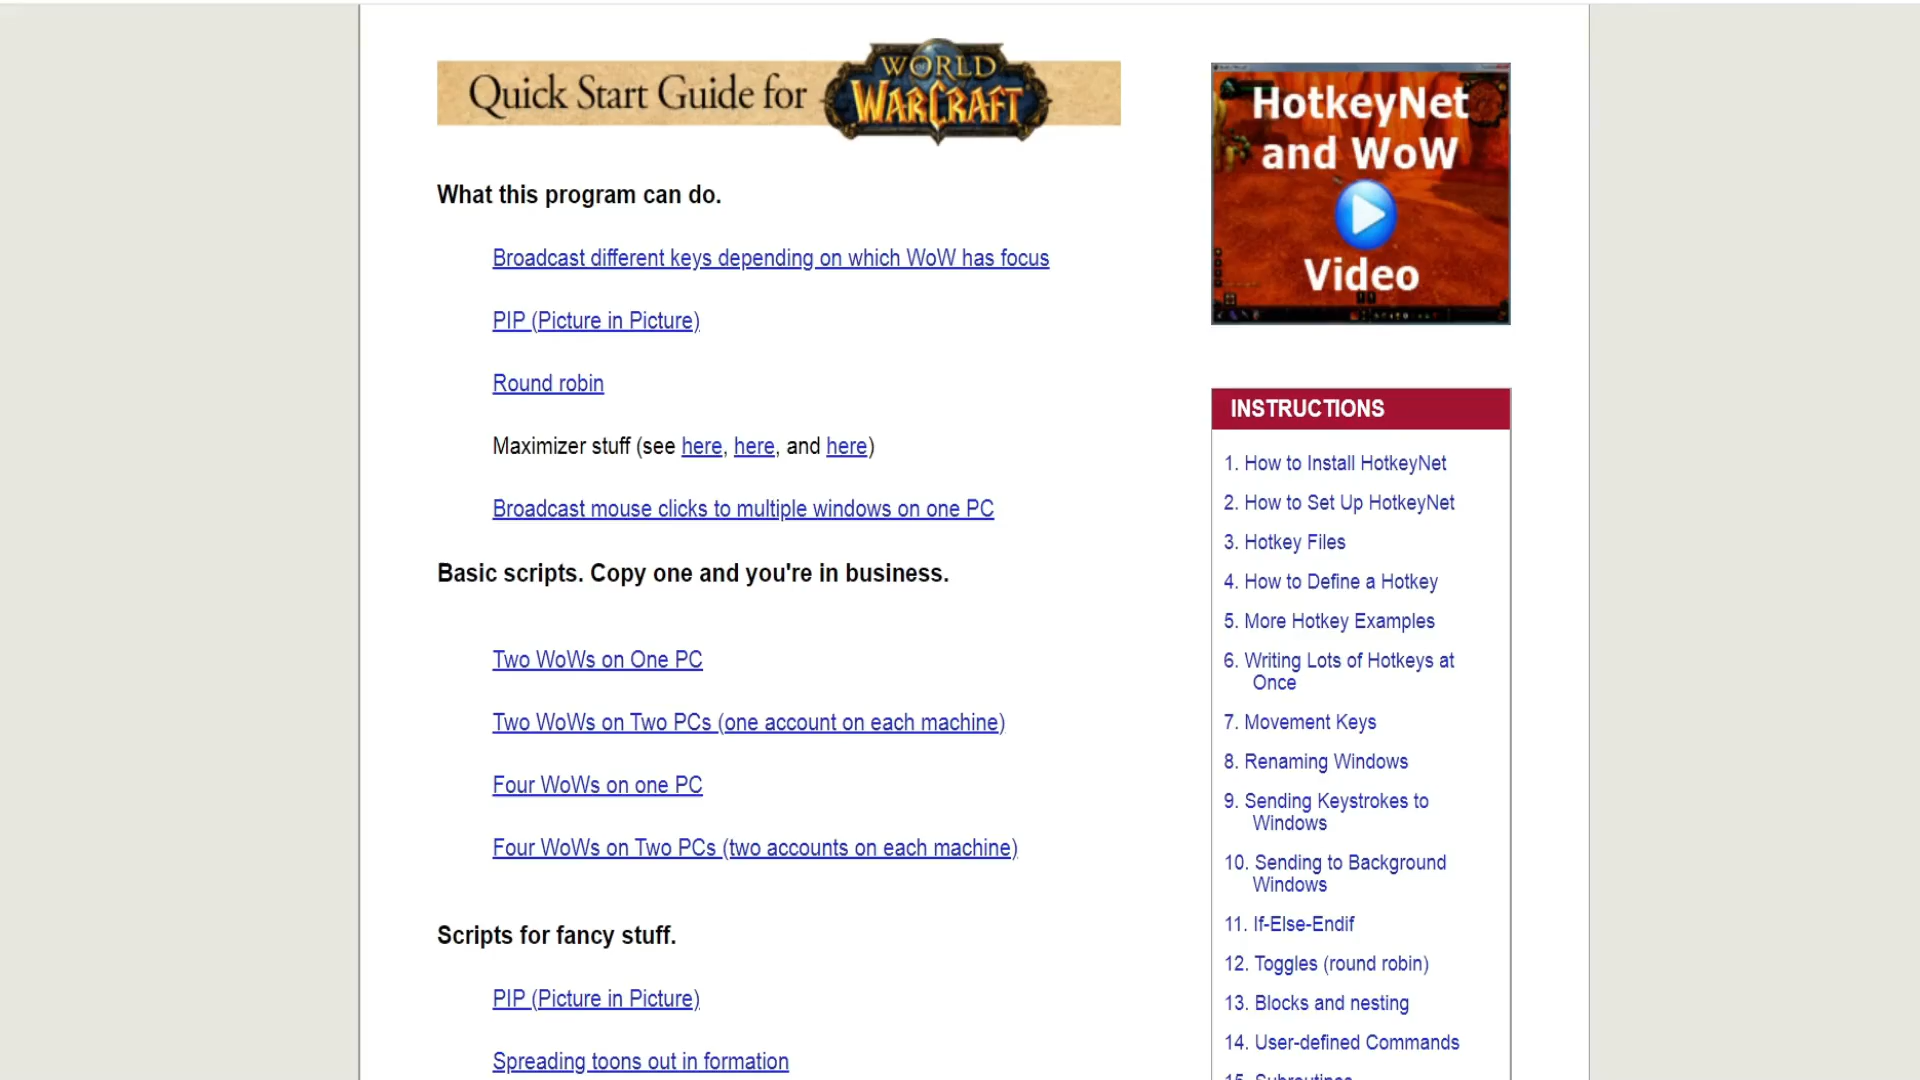 Quick Start Guide for
WORLD
WARCRAFT
What this program can do.
Broadcast different keys depending on which WoW has focus
PIP (Picture in Picture)
Round robin
Maximizer stuff (see here, here, and here)
Broadcast mouse clicks to multiple windows on one PC
Basic scripts. Copy one and you're in business.
Two WoWs on One PC
Two WoWs on Two PCs (one account on each machine)
Four WoWs on one PC
Four WoWs on Two PCs (two accounts on each machine)
Scripts for fancy stuff.
PIP (Picture in Picture)
Spreading toons out in formation
HotkeyNet
and WoW
Video
INSTRUCTIONS
1. How to Install HotkeyNet
2. How to Set Up HotkeyNet
3. Hotkey Files
4. How to Define a Hotkey
5. More Hotkey Examples
6. Writing Lots of Hotkeys at
Once
7. Movement Keys
8. Renaming Windows
9. Sending Keystrokes to
Windows
10. Sending to Background
Windows
11. If-Else-Endif
12. Toggles (round robin)
13. Blocks and nesting
14. User-defined Commands
15. Subroutines